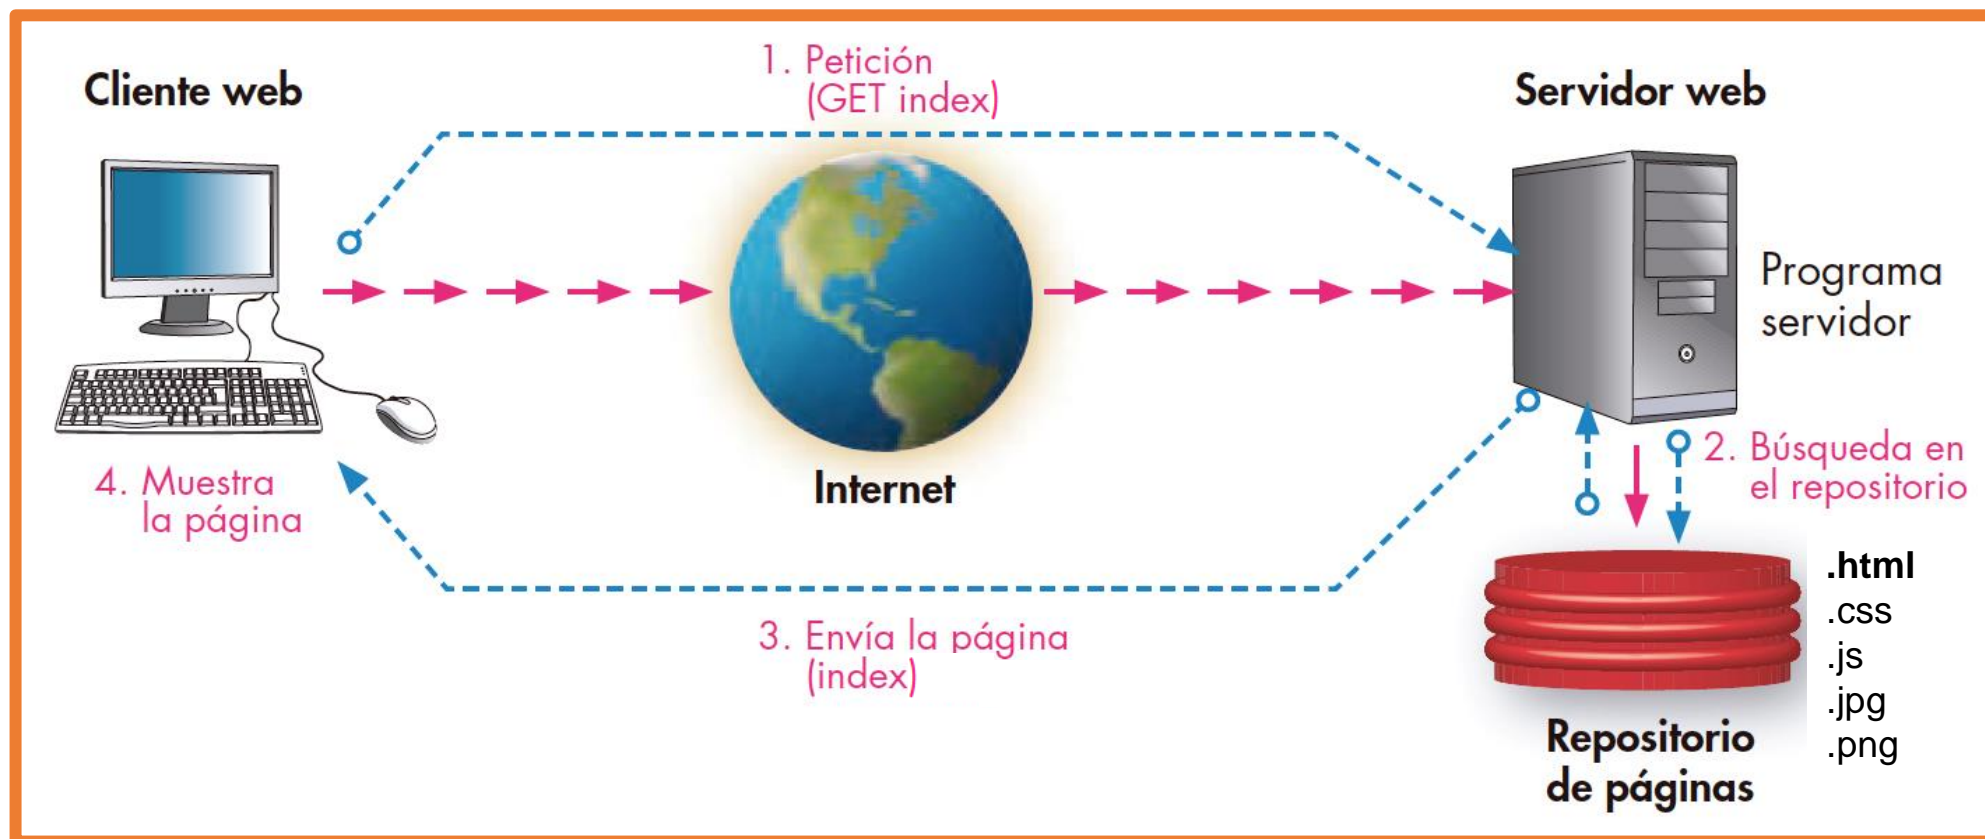 Cliente web
1. Petición
(GET index)
Servidor web
Programa
servidor
Internet
2. Búsqueda en
el repositorio
4. Muestra
la página
3. Envía la página
(index)
.html
.css
.js
.jpg
.png
Repositorio
de páginas